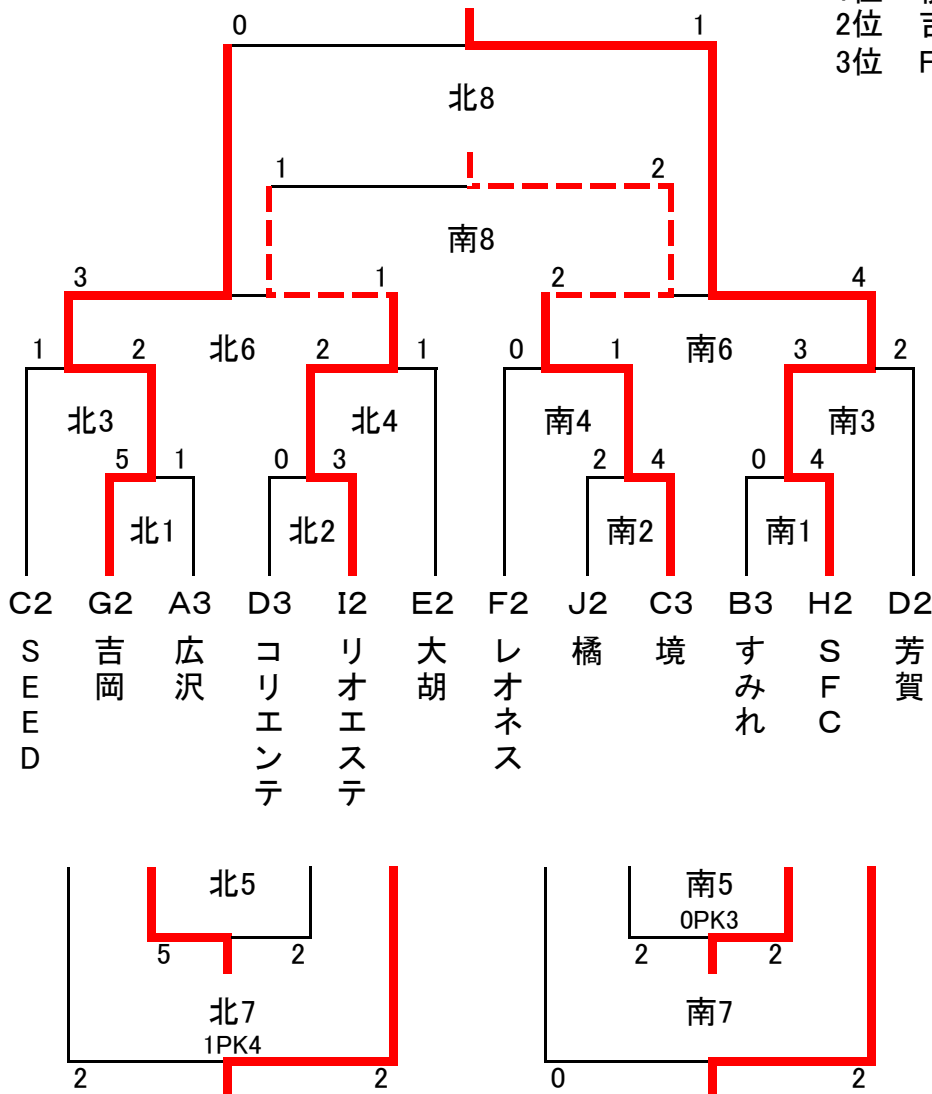 0 1
2位
3位 F
北8
1 2
南8
3 1 2 4
北6 南6
1 2 2 1 0 1 3 2
北3 北4 南4 南3
5 1 0 3 2 4 0 4
北1 北2 南2 南1
C2 G2 A3 D3 I2 E2 F2 J2 C3 B3 H2 D2
SEED
吉岡
広沢
コリエンテ
リオエステ
大胡
レオネス
橘
境
すみれ
SFC
芳賀
北5 南5
0PK3
5 2 2 2
北7 南7
1PK4
2 2 0 2